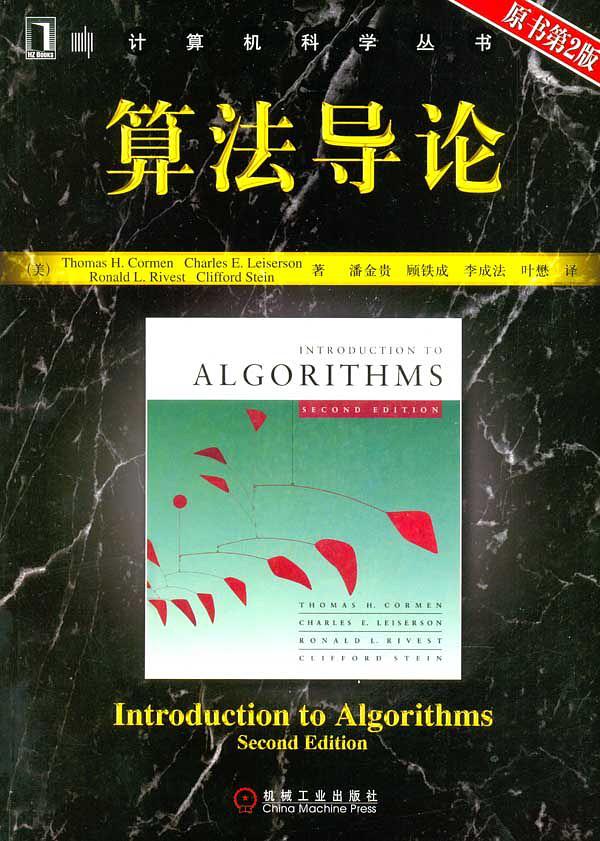 HZ Books
计算机科学丛书
原书第2版
算法导论
(美) Thomas H. Cormen Charles E. Leiserson
Ronald L. Rivest Clifford Stein 著 潘金贵 顾铁成 李成法 叶懋 译
INTRODUCTION TO
ALGORITHMS
SECOND EDITION
THOMAS H. CORMEN
CHARLES E. LEISERSON
RONALD L. RIVEST
CLIFFORD STEIN
Introduction to Algorithms
Second Edition
机械工业出版社
China Machine Press